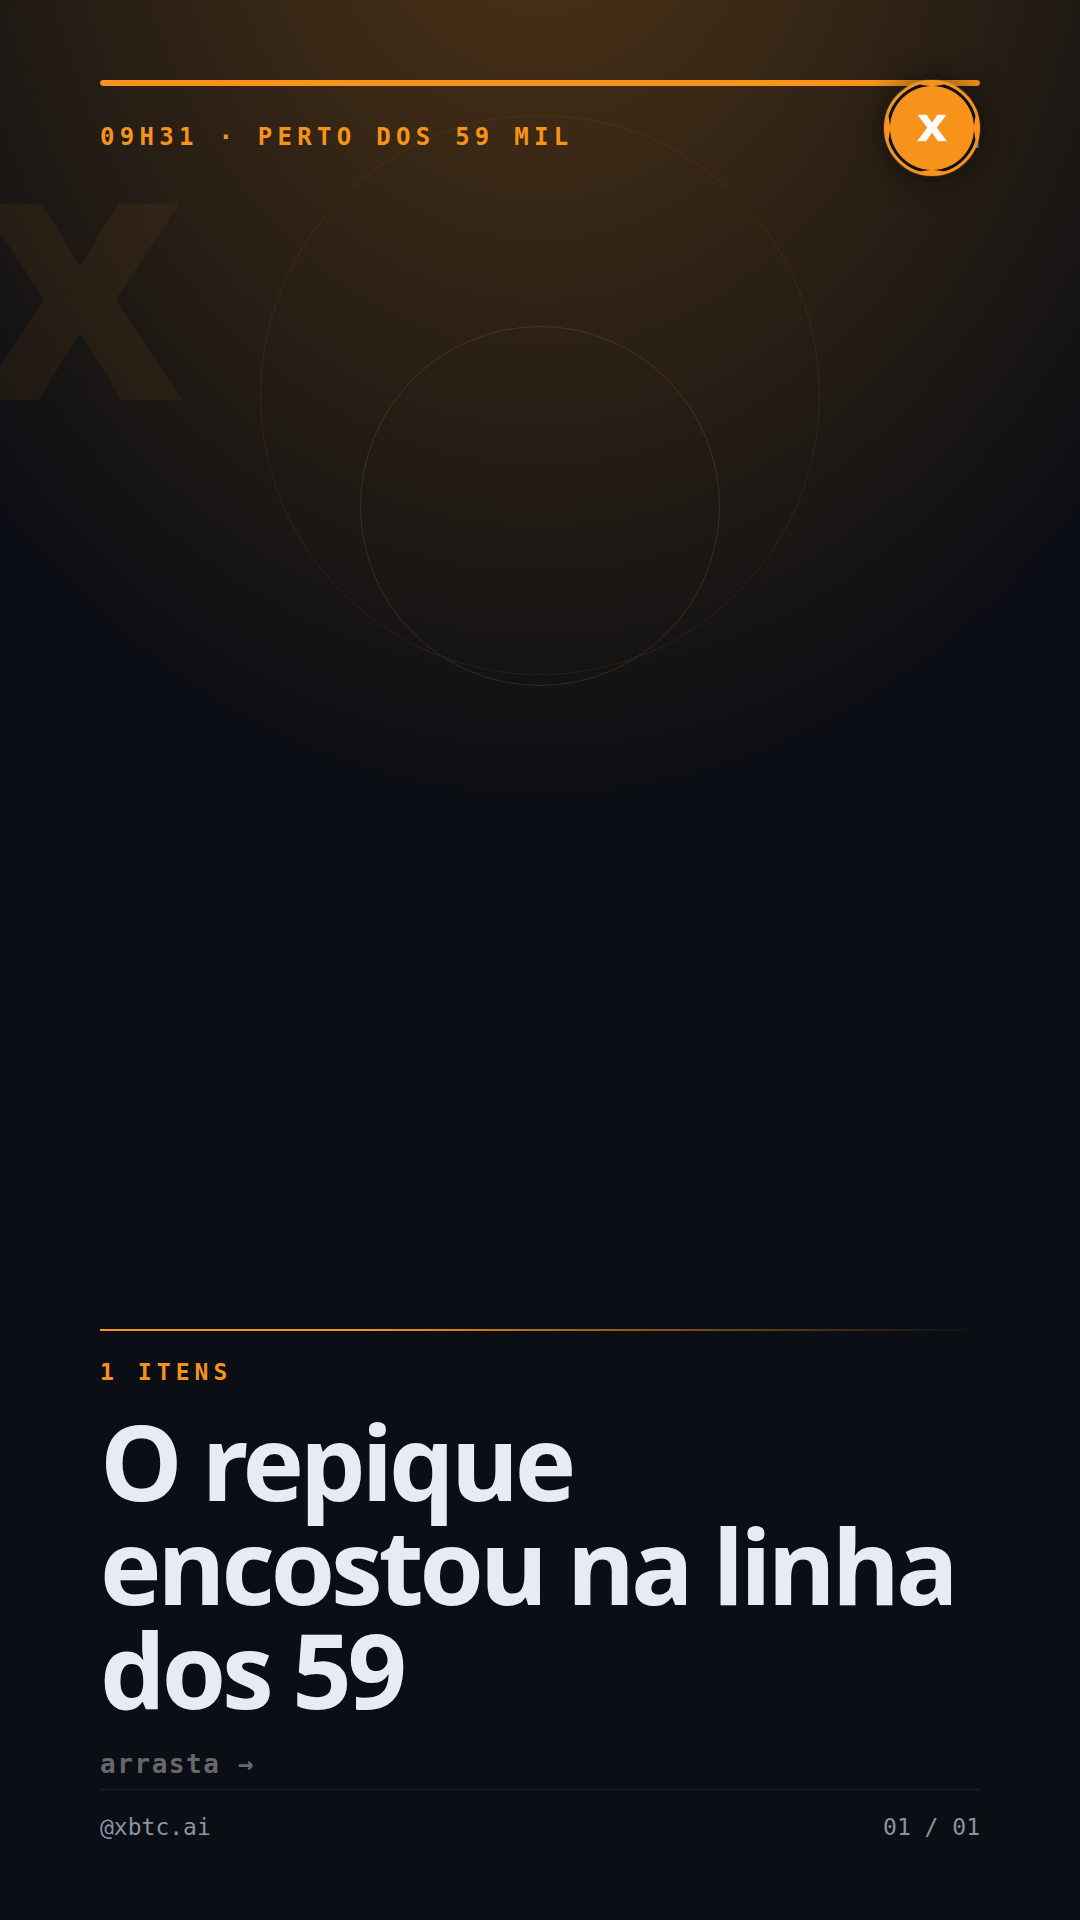 09H31 · PERTO DOS 59 MIL
x
x
1 ITENS
O repique
encostou na linha
dos 59
arrasta →
@xbtc.ai
01 / 01